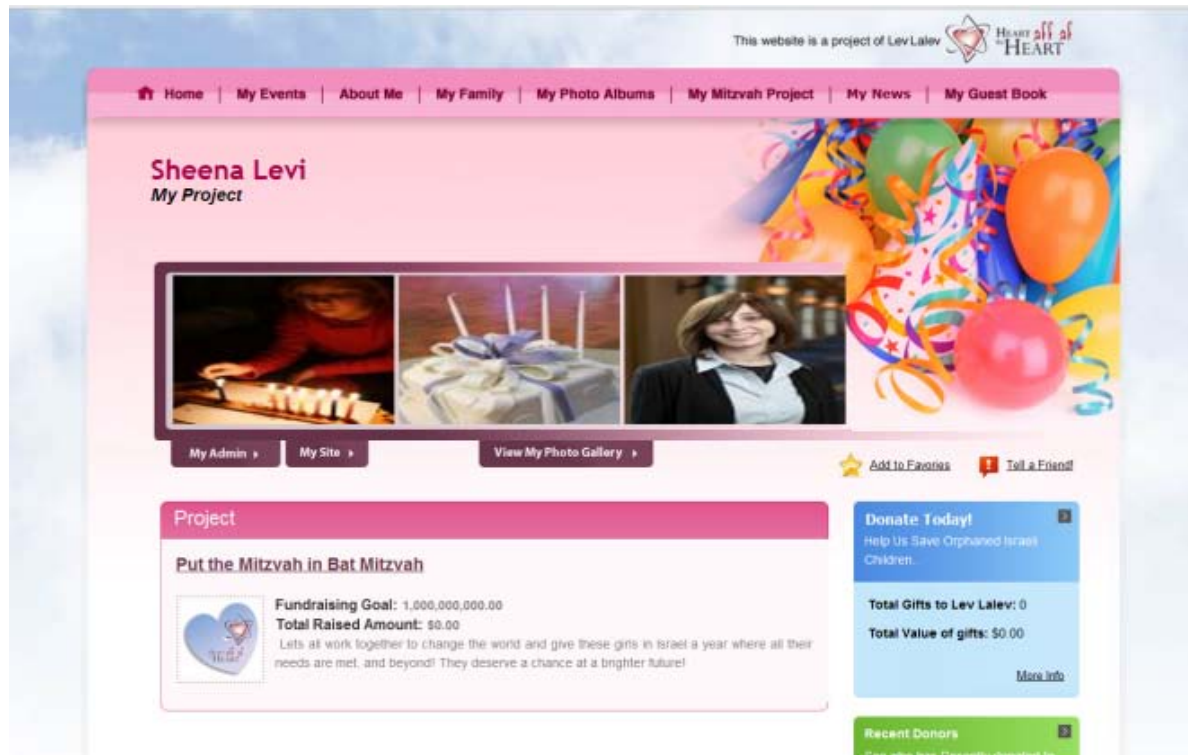 This website is a project of Lev Lalev
HEART
TO HEART
לב אל לב
Home | My Events | About Me | My Family | My Photo Albums | My Mitzvah Project | My News | My Guest Book
Sheena Levi
My Project
My Admin
My Site
View My Photo Gallery
Add to Favories
Tell a Friend!
Project
Put the Mitzvah in Bat Mitzvah
Fundraising Goal: 1,000,000,000.00
Total Raised Amount: $0.00
Lets all work together to change the world and give these girls in Israel a year where all their
needs are met, and beyond! They deserve a chance at a brighter future!
Donate Today!
Help Us Save Orphaned Israeli
Children.
Total Gifts to Lev Lalev: 0
Total Value of gifts: $0.00
More Info
Recent Donors